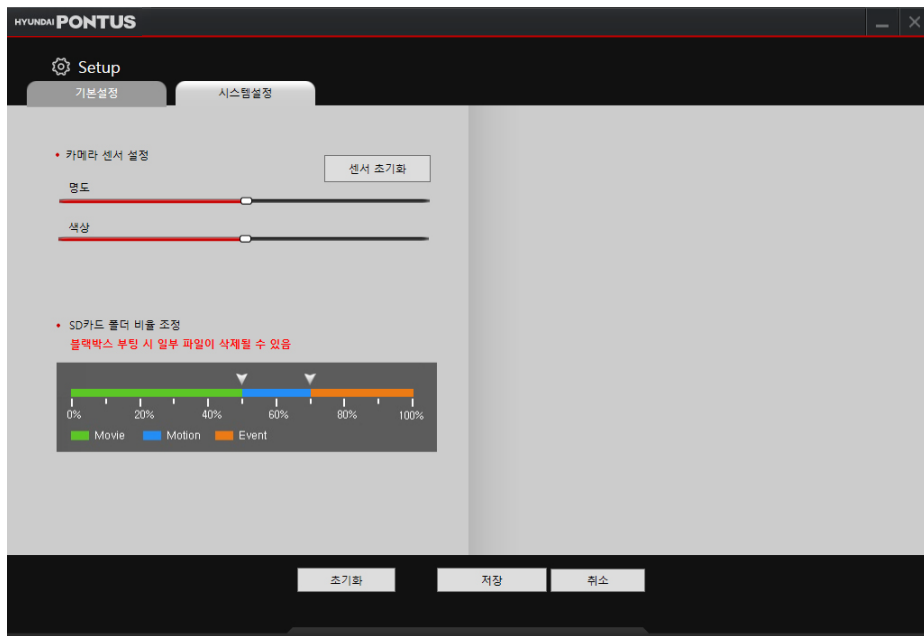 HYUNDAI PONTUS
Setup
기본설정
시스템설정
• 카메라 센서 설정
센서 초기화
명도
색상
• SD카드 폴더 비율 조정
블랙박스 부팅 시 일부 파일이 삭제될 수 있음
0% 20% 40% 60% 80% 100%
Movie Motion Event
초기화 저장 취소